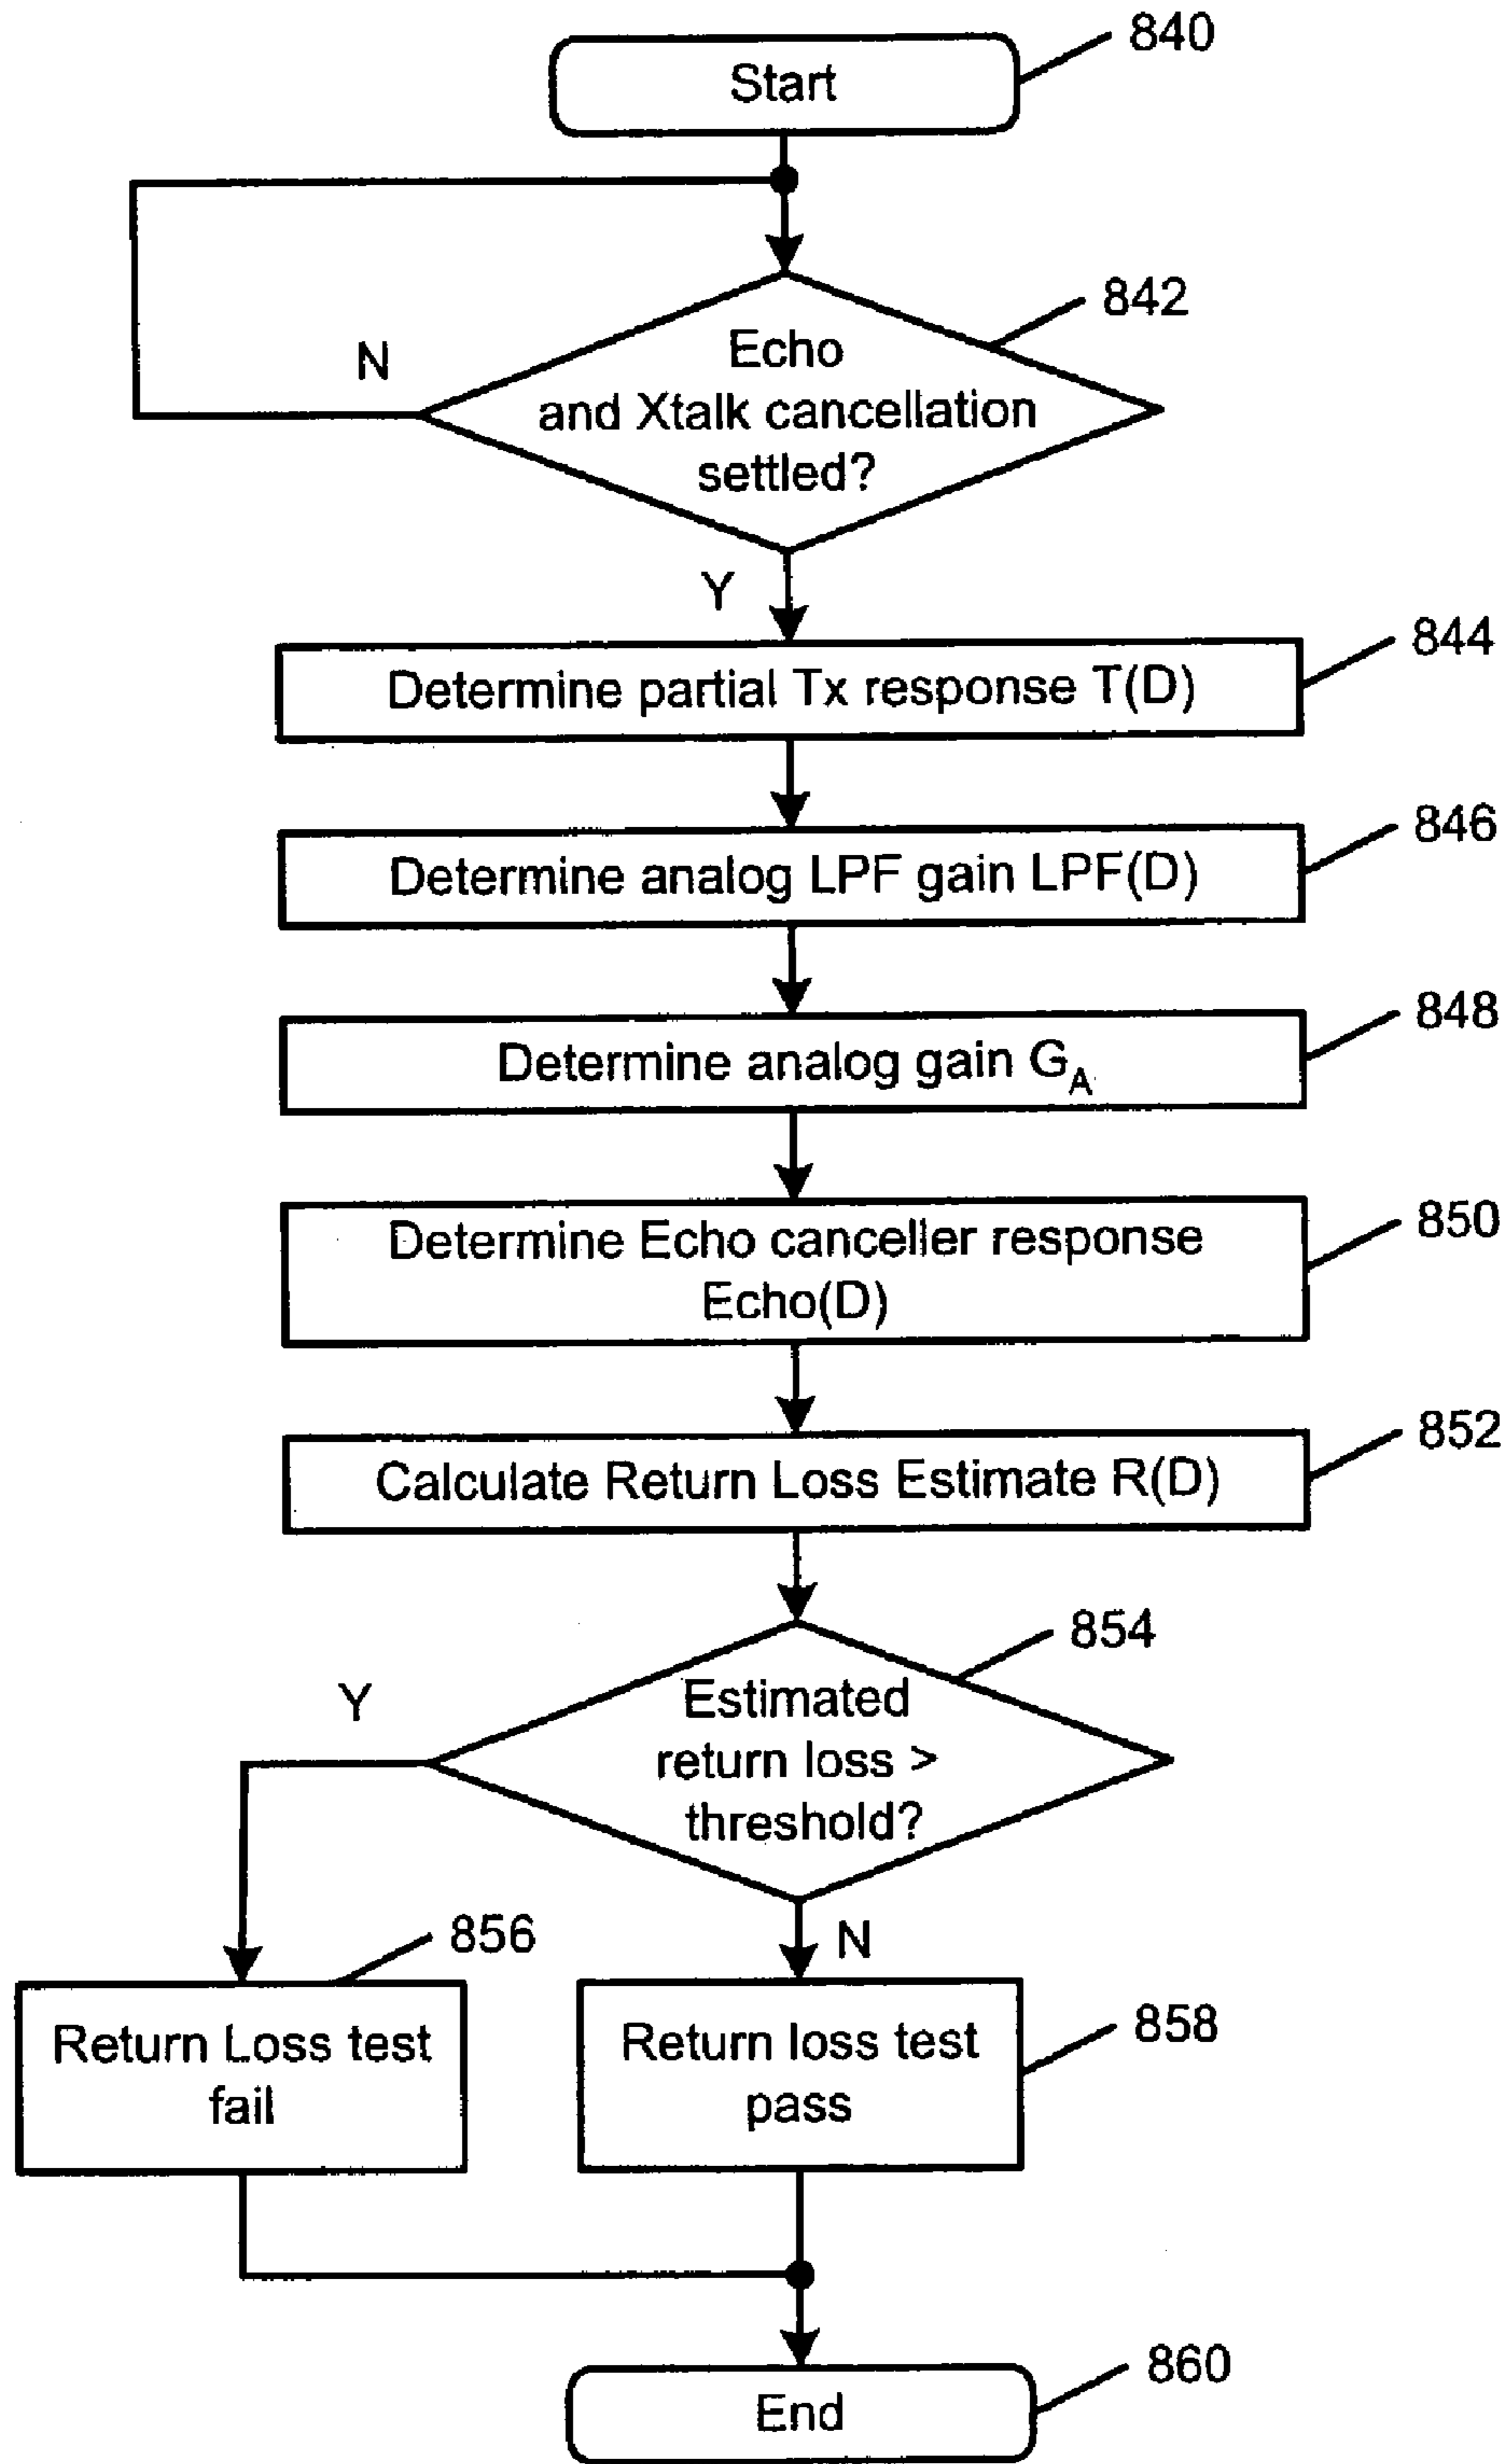 840
Start
842
N
Echo
and Xtalk cancellation
settled?
Y
844
Determine partial Tx response T(D)
846
Determine analog LPF gain LPF(D)
848
Determine analog gain G_A
850
Determine Echo canceller response
Echo(D)
852
Calculate Return Loss Estimate R(D)
854
Y
Estimated
return loss >
threshold?
856
N
Return Loss test
fail
858
Return loss test
pass
860
End